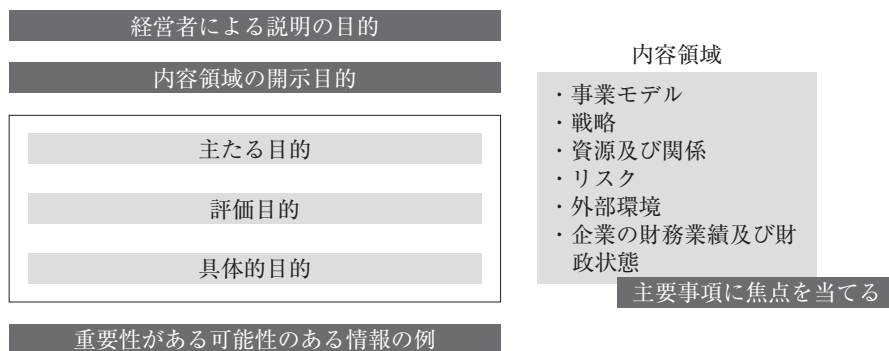 経営者による説明の目的
内容領域の開示目的
主たる目的
評価目的
具体的目的
重要性がある可能性のある情報の例
内容領域
・事業モデル
・戦略
・資源及び関係
・リスク
・外部環境
・企業の財務業績及び財
政状態
主要事項に焦点を当てる